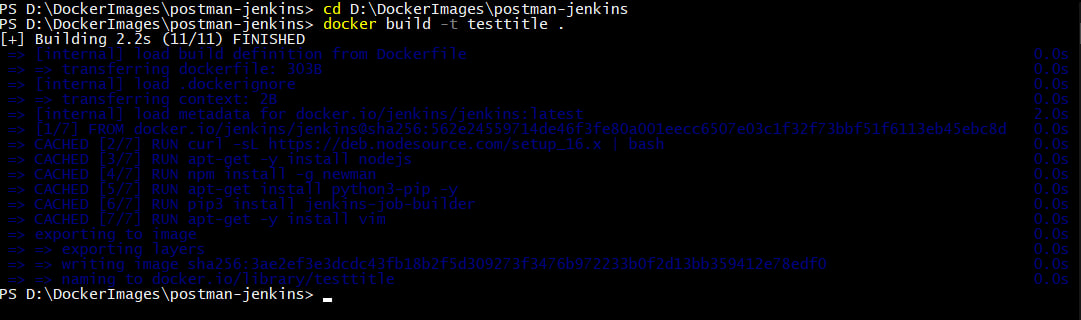 PS D:\DockerImages\postman-jenkins> cd D:\DockerImages\postman-jenkins
PS D:\DockerImages\postman-jenkins> docker build -t testtitle .
[+] Building 2.2s (11/11) FINISHED
=> [internal] load build definition from Dockerfile 0.0s
=> => transferring dockerfile: 303B 0.0s
=> [internal] load .dockerignore 0.0s
=> => transferring context: 2B 0.0s
=> [internal] load metadata for docker.io/jenkins/jenkins:latest 2.0s
=> [1/7] FROM docker.io/jenkins/jenkins@sha256:562e24559714de46f3fe80a001eecc6507e03c1f32f73bbf51f6113eb45ebc8d 0.0s
=> CACHED [2/7] RUN curl -sL https://deb.nodesource.com/setup_16.x | bash 0.0s
=> CACHED [3/7] RUN apt-get -y install nodejs 0.0s
=> CACHED [4/7] RUN npm install -g newman 0.0s
=> CACHED [5/7] RUN apt-get install python3-pip -y 0.0s
=> CACHED [6/7] RUN pip3 install jenkins-job-builder 0.0s
=> CACHED [7/7] RUN apt-get -y install vim 0.0s
=> exporting to image 0.0s
=> => exporting layers 0.0s
=> => writing image sha256:3ae2ef3e3dcdc43fb18b2f5d309273f3476b972233b0f2d13bb359412e78edf0 0.0s
=> => naming to docker.io/library/testtitle 0.0s
PS D:\DockerImages\postman-jenkins>